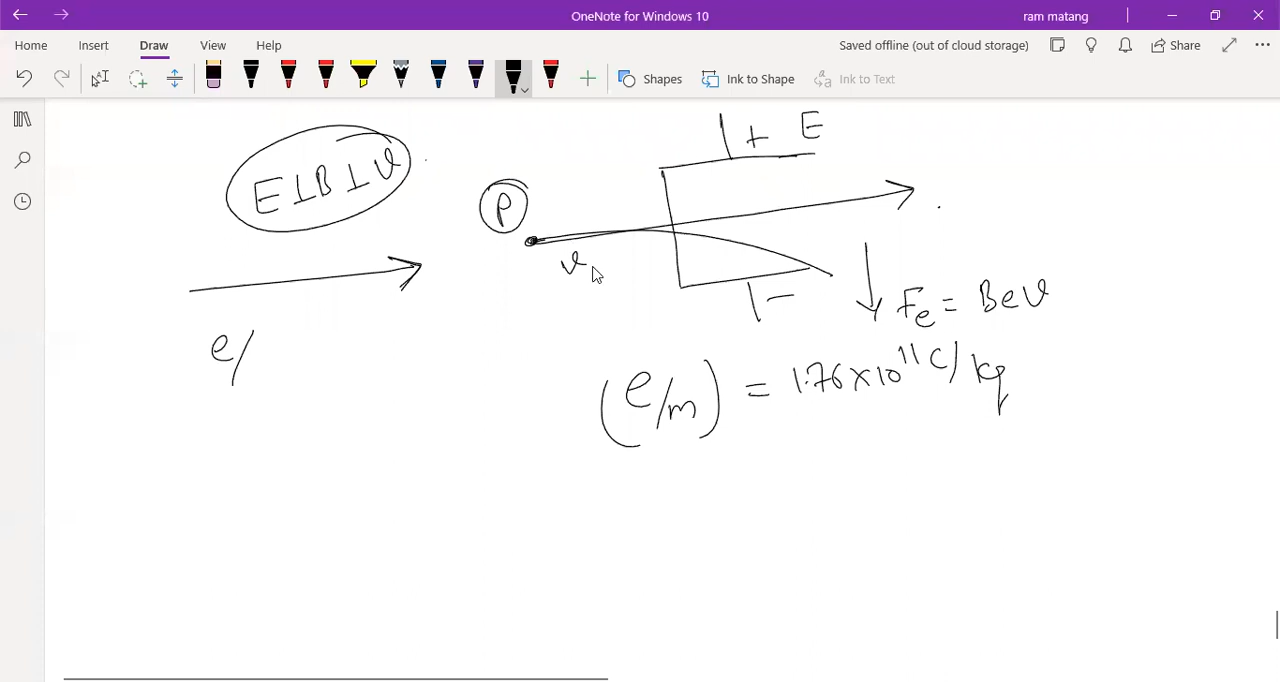 OneNote for Windows 10
ram matang
Home Insert Draw View Help
Saved offline (out of cloud storage)
Share
Shapes
Ink to Shape
Ink to Text
E⊥B⊥v
P
+ E
v
−
Fe = Bev
e/
(e/m) = 1.76×10¹¹ C/kg